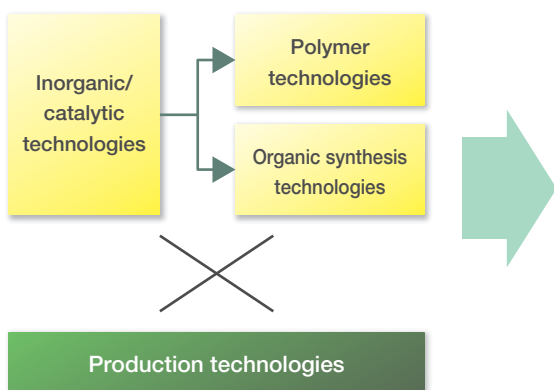 Inorganic/
catalytic
technologies
Polymer
technologies
Organic synthesis
technologies
Production technologies